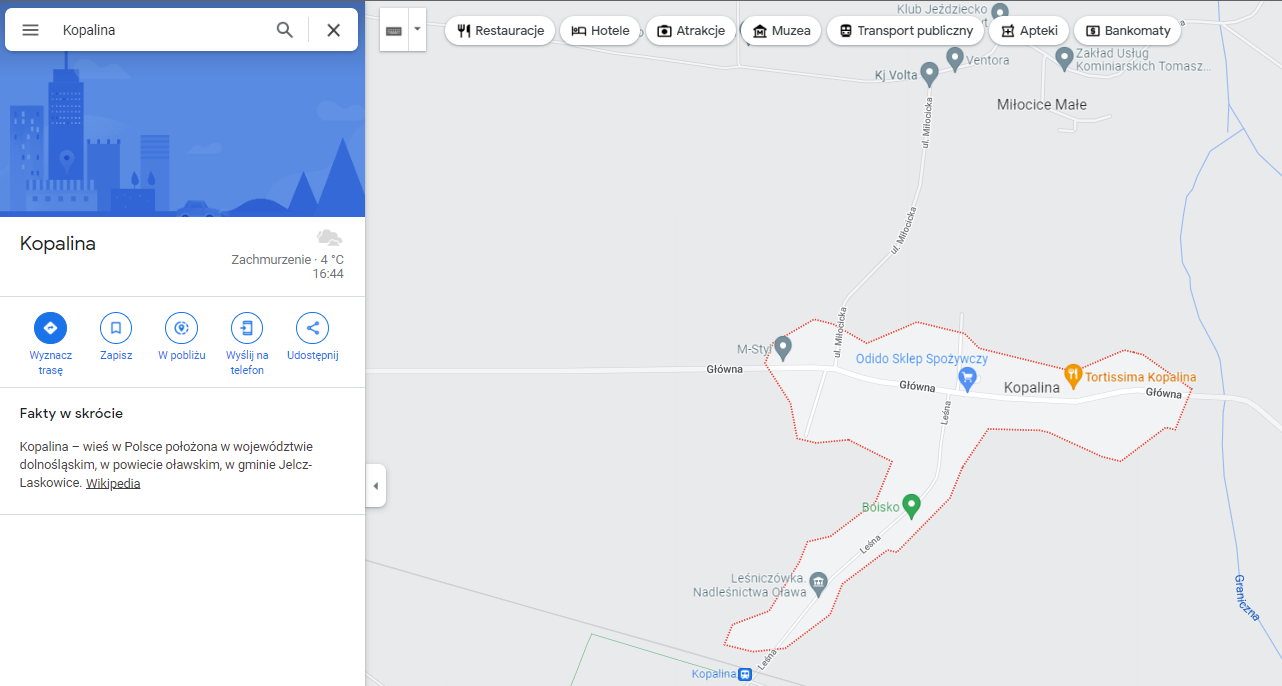 Kopalina
Restauracje
Hotele
Atrakcje
Muzea
Transport publiczny
Apteki
Bankomaty
Kopalina
Zachmurzenie · 4 °C
16:44
Wyznacz
trasę
Zapisz
W pobliżu
Wyślij na
telefon
Udostępnij
Fakty w skrócie
Kopalina – wieś w Polsce położona w województwie
dolnośląskim, w powiecie oławskim, w gminie Jelcz-
Laskowice. Wikipedia
Klub Jeździecki
Ventora
Kj Volta
Zakład Usług
Kominiarskich Tomasz...
Miłocice Małe
ul. Miłocicka
ul. Miłocicka
ul. Miłocicka
M-Styl
Główna
Odido Sklep Spożywczy
Główna
Kopalina
Tortissima Kopalina
Główna
Leśna
Boisko
Leśna
Leśniczówka.
Nadleśnictwa Oława
Graniczna
Leśna
Kopalina